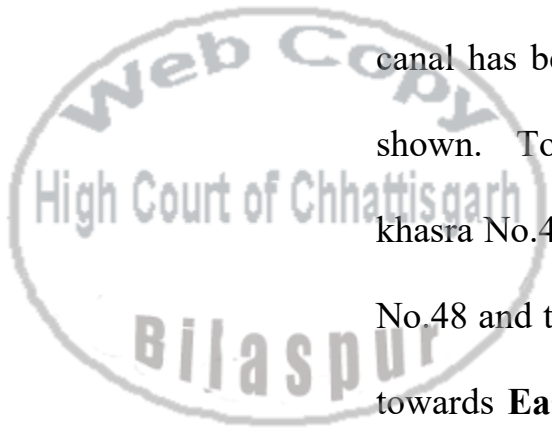 Web Copy
High Court of Chhattisgarh
Bilaspur
canal has
shown. To
khasra No.4
No.48 and
towards **Ea